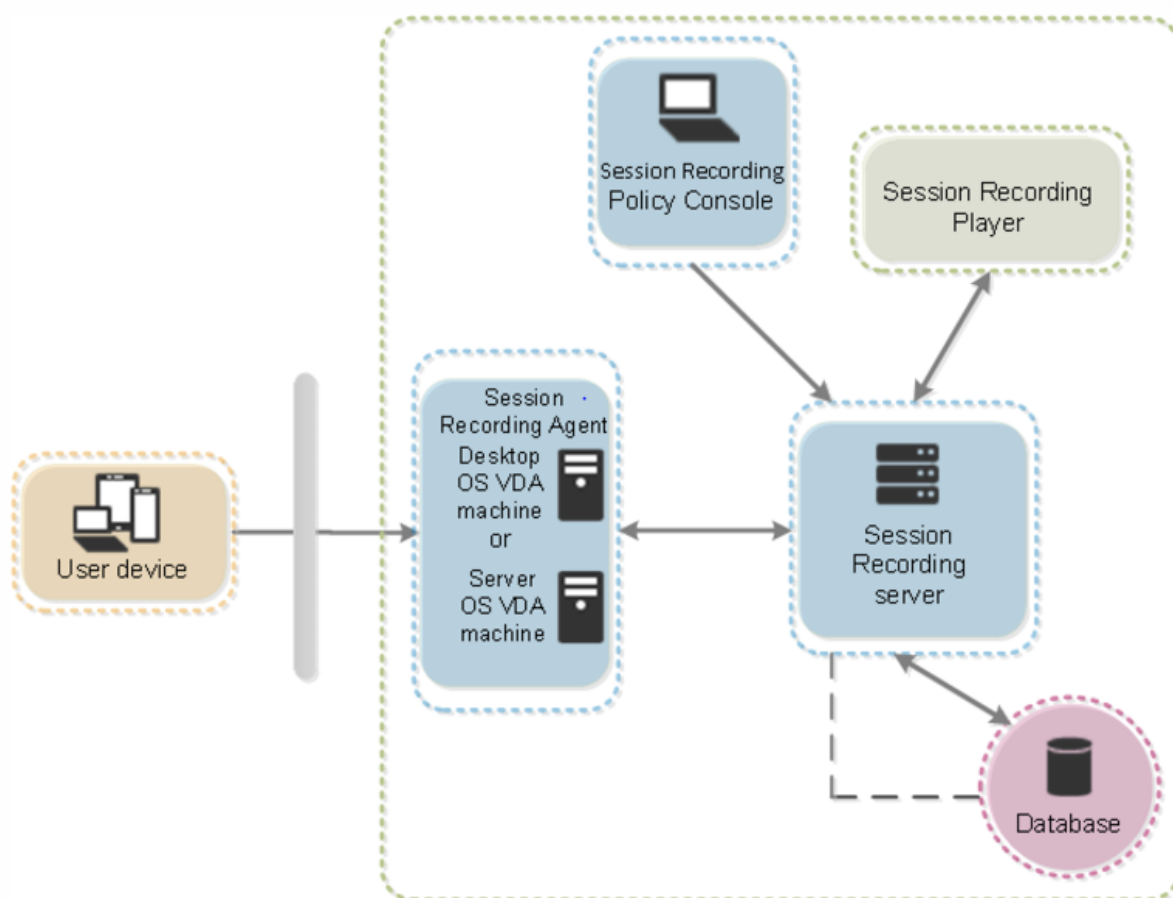 Session Recording
Policy Console
Session Recording
Player
Session
Recording Agent
Desktop
OS VDA
machine
or
Server
OS VDA
machine
User device
Session
Recording
server
Database